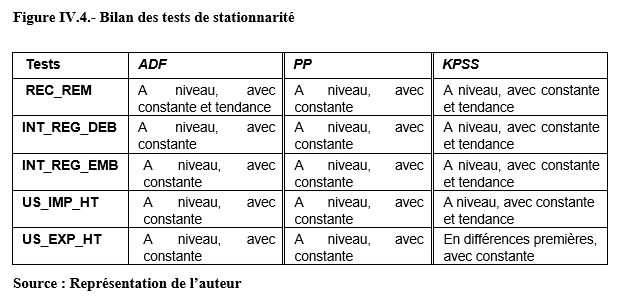 Figure IV.4.- Bilan des tests de stationnarité
Tests ADF PP KPSS
REC_REM A niveau, avec A niveau, avec A niveau, avec constante
constante et tendance constante et tendance
INT_REG_DEB A niveau, avec A niveau, avec A niveau, avec constante
constante constante et tendance
INT_REG_EMB A niveau, avec A niveau, avec A niveau, avec constante
constante constante et tendance
US_IMP_HT A niveau, avec A niveau, avec A niveau, avec constante
constante constante et tendance
US_EXP_HT A niveau, avec A niveau, avec En différences premières,
constante constante avec constante
Source : Représentation de l’auteur